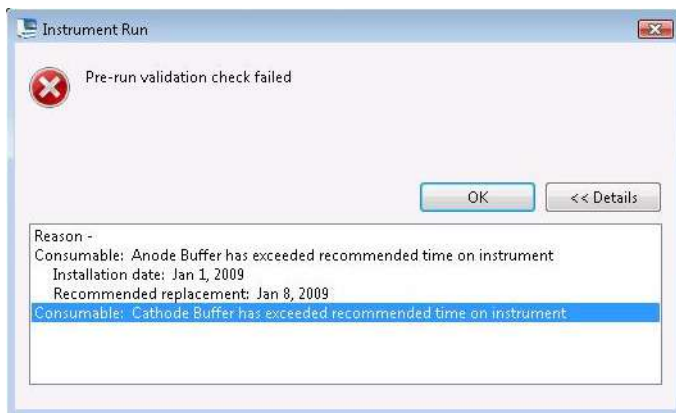 Instrument Run
Pre-run validation check failed
OK
<< Details
Reason -
Consumable: Anode Buffer has exceeded recommended time on instrument
Installation date: Jan 1, 2009
Recommended replacement: Jan 8, 2009
Consumable: Cathode Buffer has exceeded recommended time on instrument